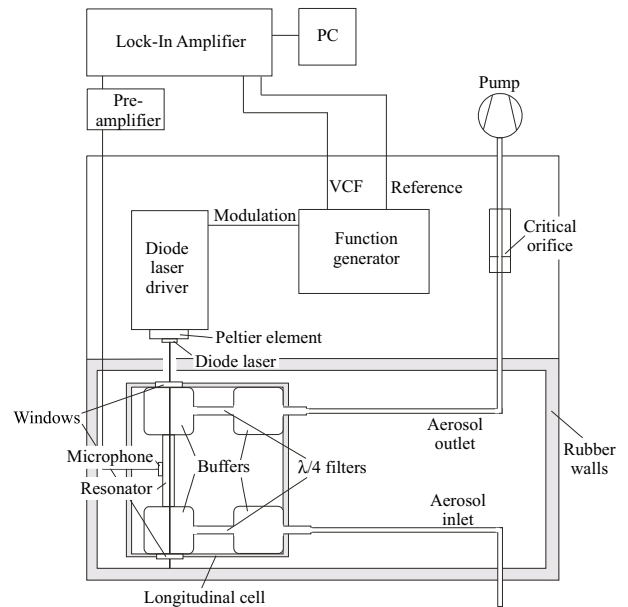 Lock-In Amplifier
PC
Pre-
amplifier
Pump
VCF
Reference
Modulation
Diode
laser
driver
Function
generator
Critical
orifice
Peltier element
Diode laser
Windows
Aerosol
outlet
Rubber
walls
Microphone
Buffers
λ/4 filters
Resonator
Aerosol
inlet
Longitudinal cell